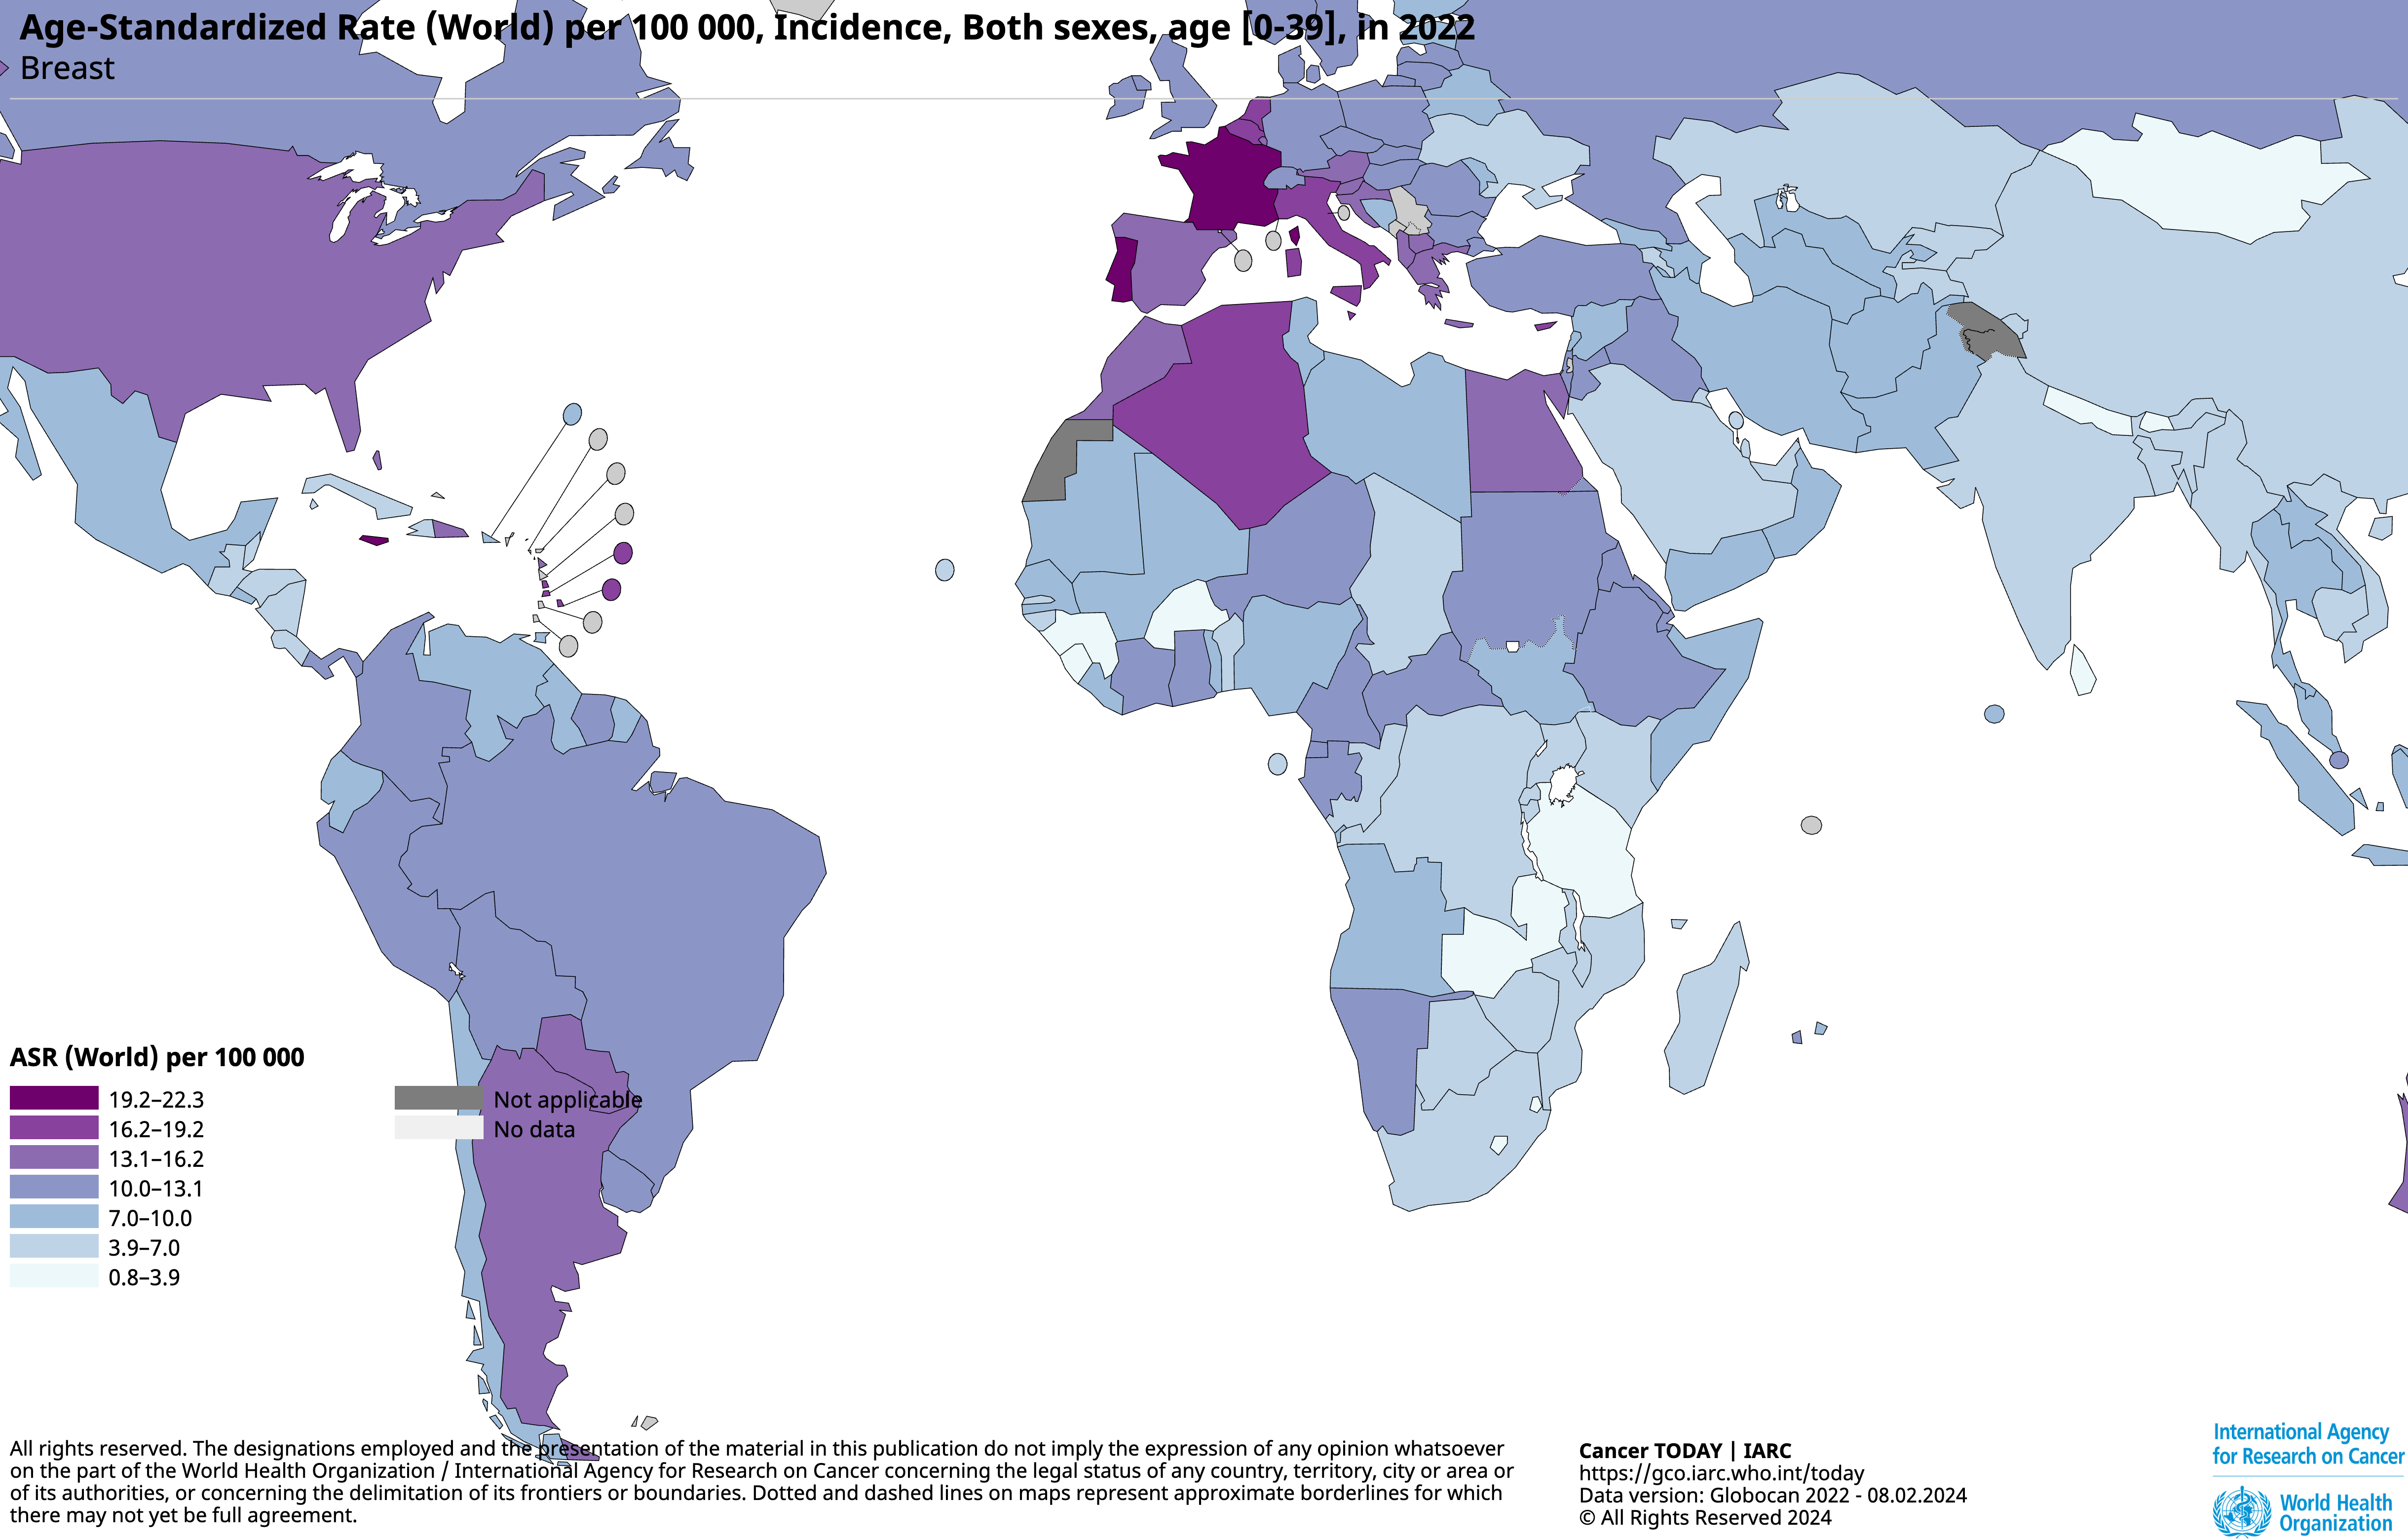 Age-Standardized Rate (World) per 100 000, Incidence, Both sexes, age [0-39], in 2022
Breast
ASR (World) per 100 000
19.2–22.3
16.2–19.2
13.1–16.2
10.0–13.1
7.0–10.0
3.9–7.0
0.8–3.9
Not applicable
No data
All rights reserved. The designations employed and the presentation of the material in this publication do not imply the expression of any opinion whatsoever
on the part of the World Health Organization / International Agency for Research on Cancer concerning the legal status of any country, territory, city or area or
of its authorities, or concerning the delimitation of its frontiers or boundaries. Dotted and dashed lines on maps represent approximate borderlines for which
there may not yet be full agreement.
Cancer TODAY | IARC
https://gco.iarc.who.int/today
Data version: Globocan 2022 - 08.02.2024
© All Rights Reserved 2024
International Agency
for Research on Cancer
World Health
Organization